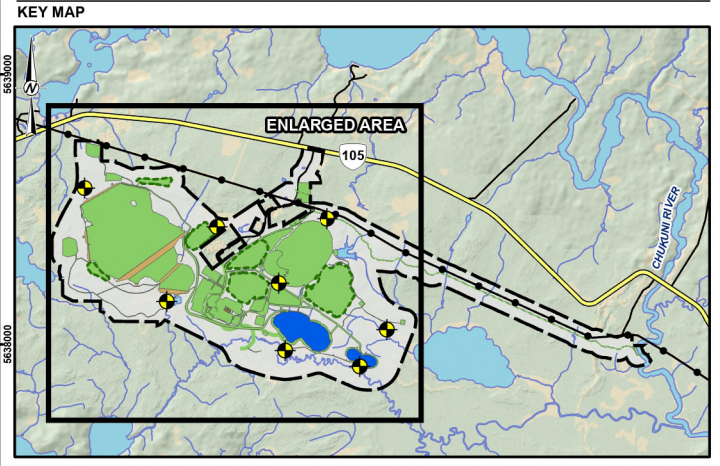 KEY MAP
5639000
N
ENLARGED AREA
105
CHUKUNI RIVER
5638000